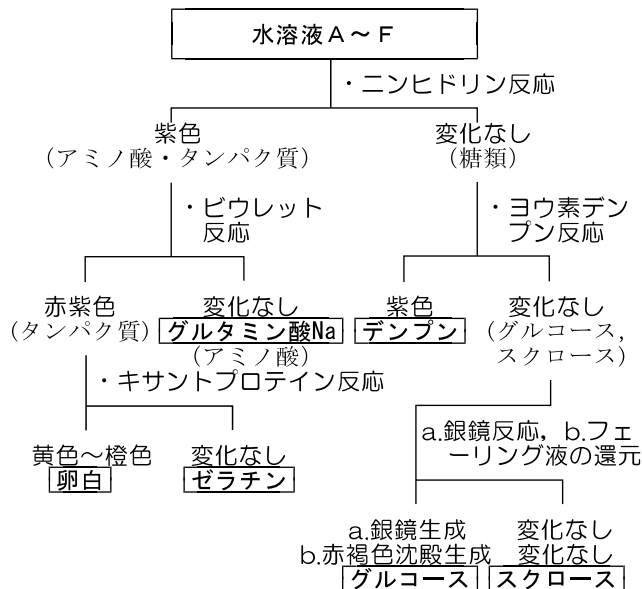 水溶液A～F
・ニンヒドリン反応
紫色
(アミノ酸・タンパク質)
変化なし
(糖類)
・ビウレット
反応
・ヨウ素デン
プン反応
赤紫色
(タンパク質)
変化なし
グルタミン酸Na
(アミノ酸)
紫色
デンプン
変化なし
(グルコース,
スクロース)
・キサントプロテイン反応
黄色～橙色
卵白
変化なし
ゼラチン
a.銀鏡反応，b.フェ
ーリング液の還元
a.銀鏡生成
b.赤褐色沈殿生成
グルコース
変化なし
変化なし
スクロース